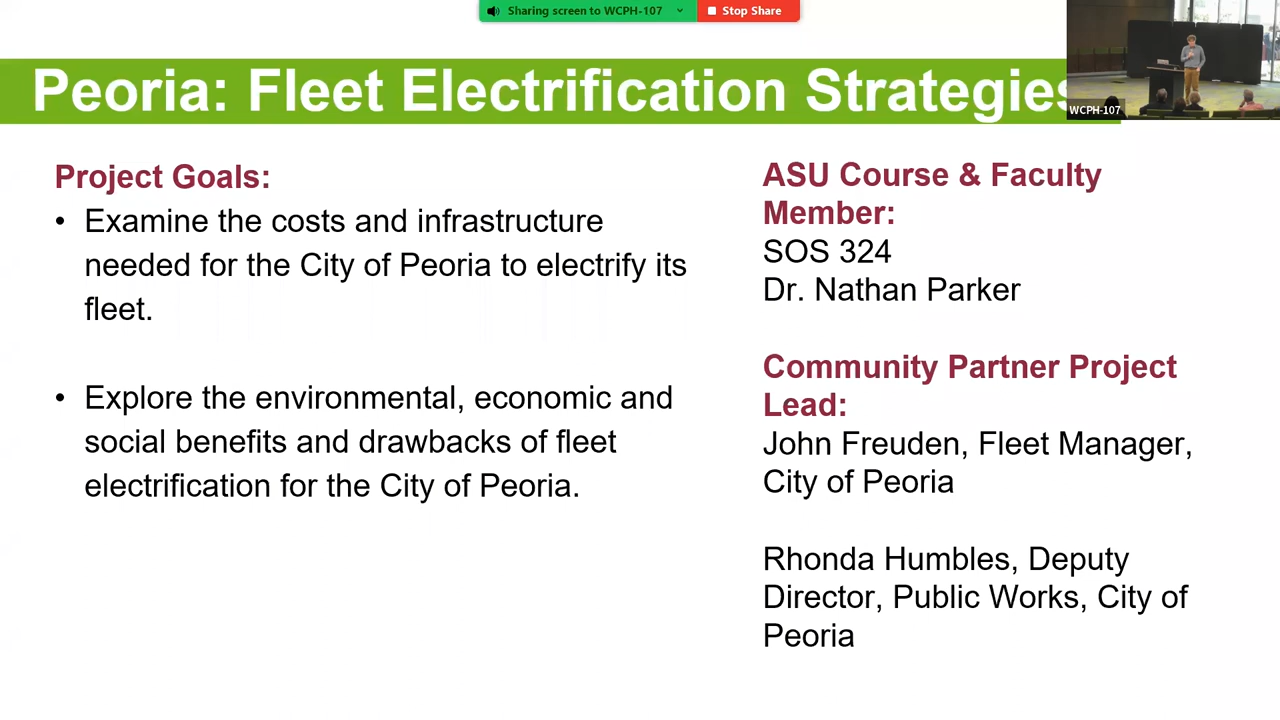 Sharing screen to WCPH-107
Stop Share
Peoria: Fleet Electrification Strategies
WCPH-107
Project Goals:
• Examine the costs and infrastructure
needed for the City of Peoria to electrify its
fleet.
• Explore the environmental, economic and
social benefits and drawbacks of fleet
electrification for the City of Peoria.
ASU Course & Faculty
Member:
SOS 324
Dr. Nathan Parker
Community Partner Project
Lead:
John Freuden, Fleet Manager,
City of Peoria
Rhonda Humbles, Deputy
Director, Public Works, City of
Peoria